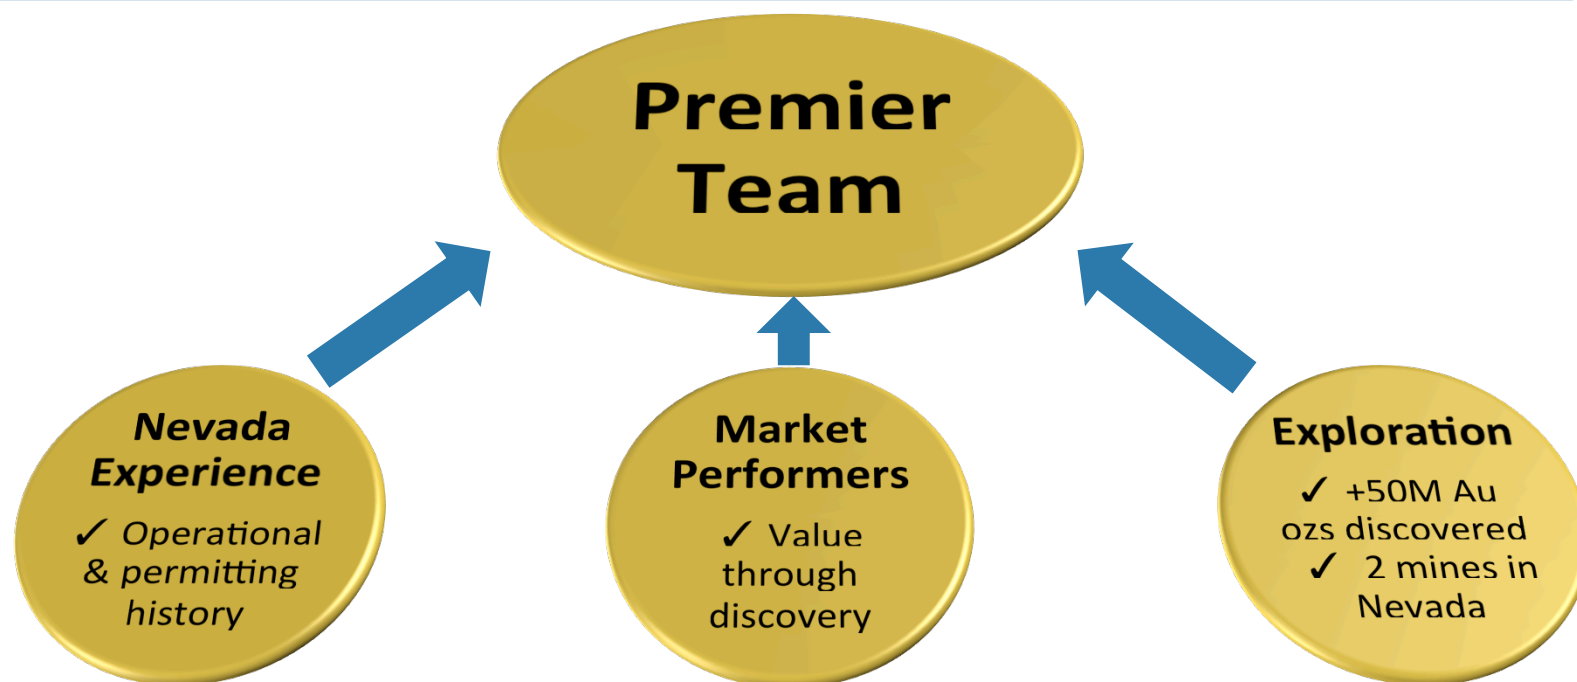 Premier
Team
Nevada
Experience
✓ Operational
& permitting
history
Market
Performers
✓ Value
through
discovery
Exploration
✓ +50M Au
ozs discovered
✓ 2 mines in
Nevada